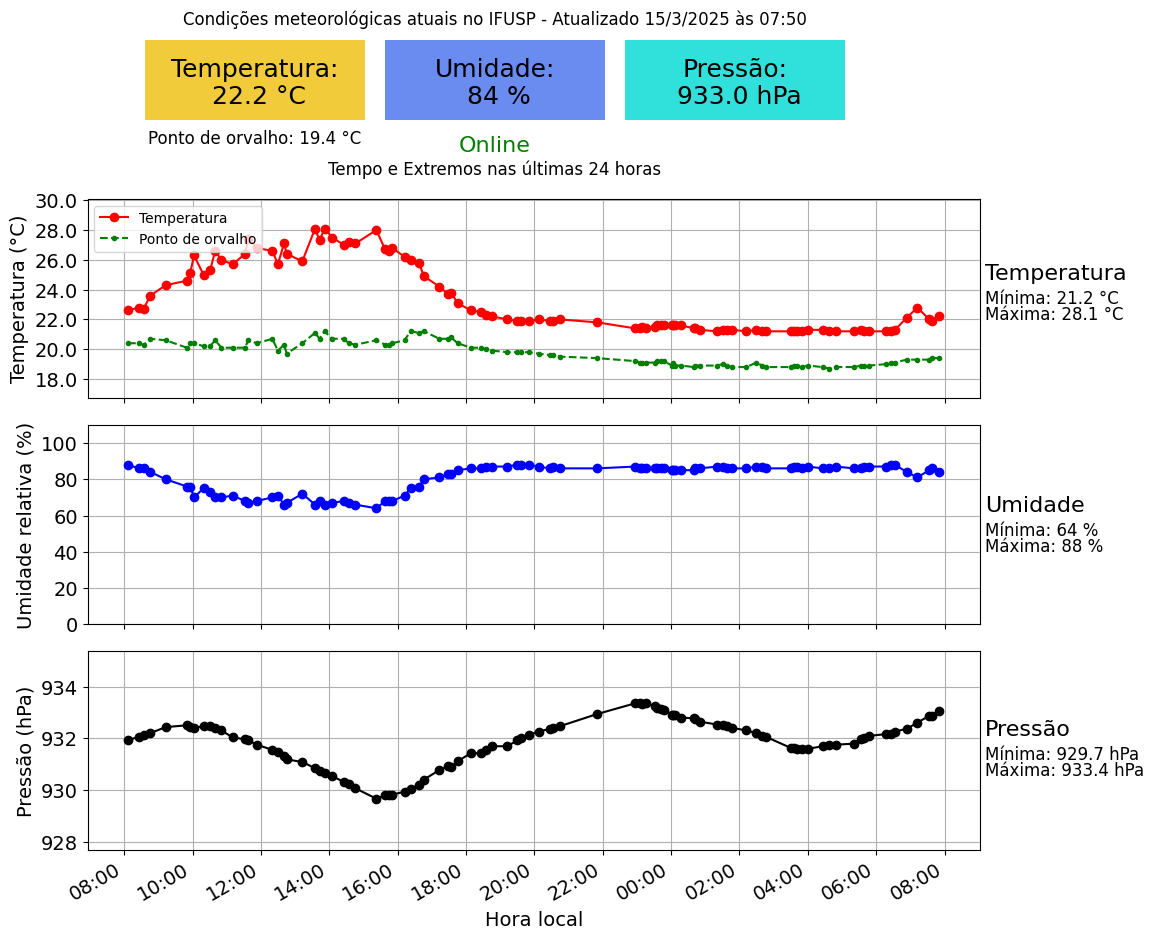 Condições meteorológicas atuais no IFUSP - Atualizado 15/3/2025 às 07:50
Temperatura:
22.2 °C
Umidade:
84 %
Pressão:
933.0 hPa
Ponto de orvalho: 19.4 °C
Online
Tempo e Extremos nas últimas 24 horas
Temperatura (°C)
30.0
28.0
26.0
24.0
22.0
20.0
18.0
Temperatura
Ponto de orvalho
Temperatura
Mínima: 21.2 °C
Máxima: 28.1 °C
Umidade relativa (%)
100
80
60
40
20
0
Umidade
Mínima: 64 %
Máxima: 88 %
Pressão (hPa)
934
932
930
928
Pressão
Mínima: 929.7 hPa
Máxima: 933.4 hPa
08:00
10:00
12:00
14:00
16:00
18:00
20:00
22:00
00:00
02:00
04:00
06:00
08:00
Hora local